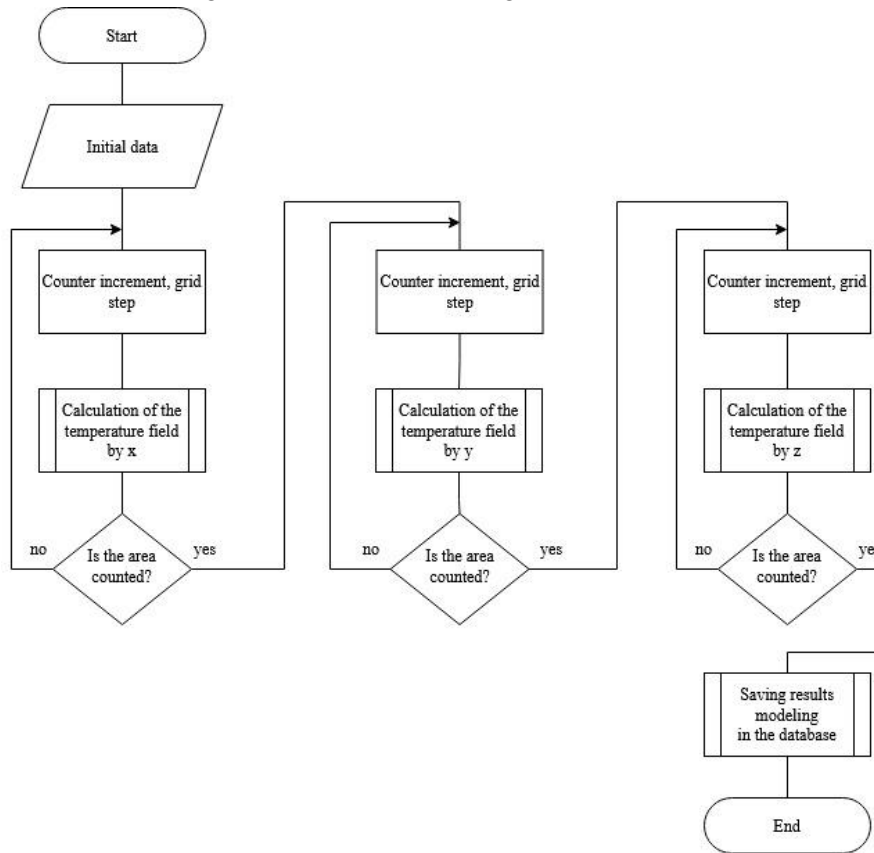 Start
Initial data
Counter increment, grid
step
Calculation of the
temperature field
by x
no
Is the area
counted?
yes
Counter increment, grid
step
Calculation of the
temperature field
by y
no
Is the area
counted?
yes
Counter increment, grid
step
Calculation of the
temperature field
by z
no
Is the area
counted?
Saving results
modeling
in the database
End